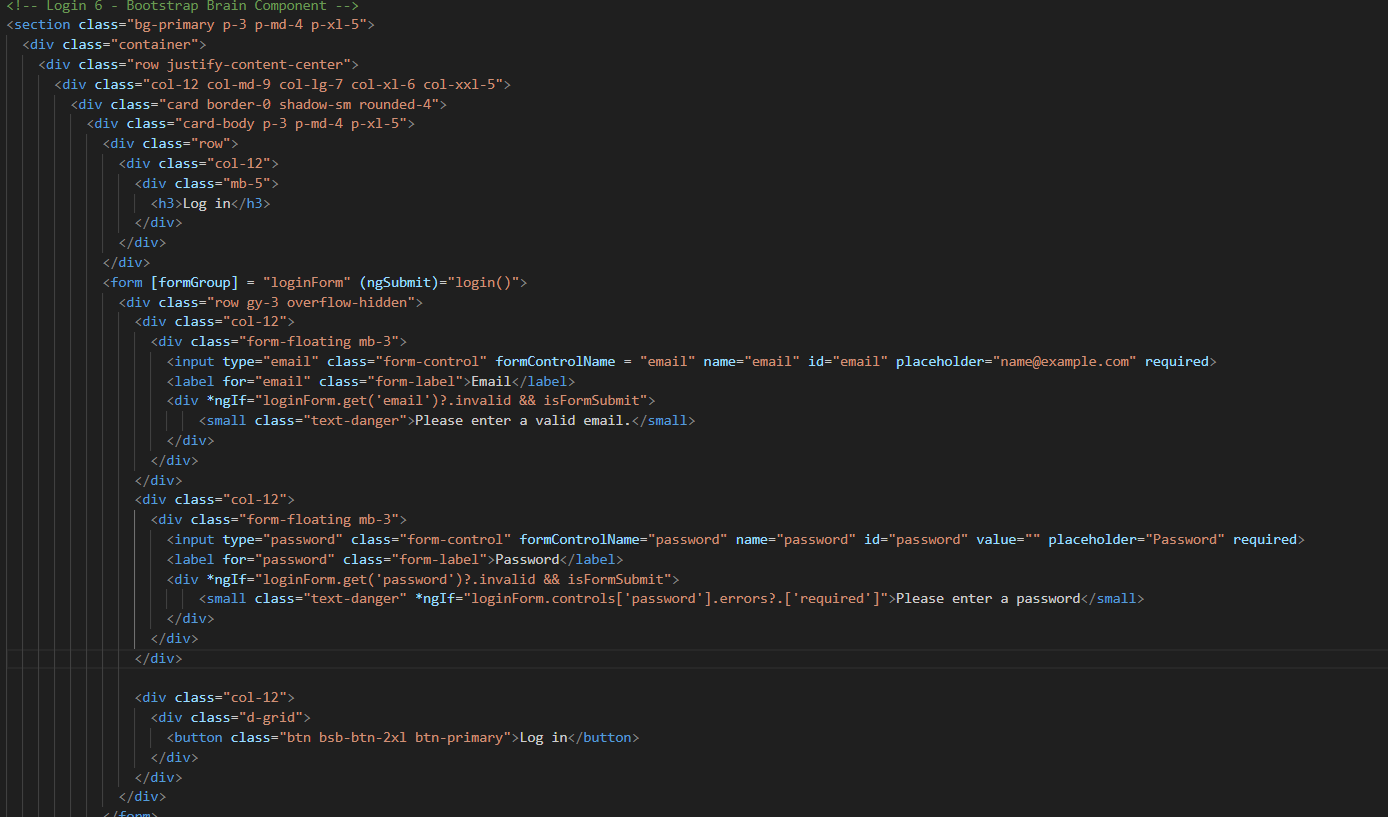 <!-- Login 6 - Bootstrap Brain Component -->
<section class="bg-primary p-3 p-md-4 p-xl-5">
<div class="container">
<div class="row justify-content-center">
<div class="col-12 col-md-9 col-lg-7 col-xl-6 col-xxl-5">
<div class="card border-0 shadow-sm rounded-4">
<div class="card-body p-3 p-md-4 p-xl-5">
<div class="row">
<div class="col-12">
<div class="mb-5">
<h3>Log in</h3>
</div>
</div>
</div>
<form [formGroup] = "loginForm" (ngSubmit)="login()">
<div class="row gy-3 overflow-hidden">
<div class="col-12">
<div class="form-floating mb-3">
<input type="email" class="form-control" formControlName = "email" name="email" id="email" placeholder="name@example.com" required>
<label for="email" class="form-label">Email</label>
<div *ngIf="loginForm.get('email')?.invalid && isFormSubmit">
<small class="text-danger">Please enter a valid email.</small>
</div>
</div>
</div>
<div class="col-12">
<div class="form-floating mb-3">
<input type="password" class="form-control" formControlName="password" name="password" id="password" value="" placeholder="Password" required>
<label for="password" class="form-label">Password</label>
<div *ngIf="loginForm.get('password')?.invalid && isFormSubmit">
<small class="text-danger" *ngIf="loginForm.controls['password'].errors?.['required']">Please enter a password</small>
</div>
</div>
</div>
<div class="col-12">
<div class="d-grid">
<button class="btn bsb-btn-2xl btn-primary">Log in</button>
</div>
</div>
</div>
</form>